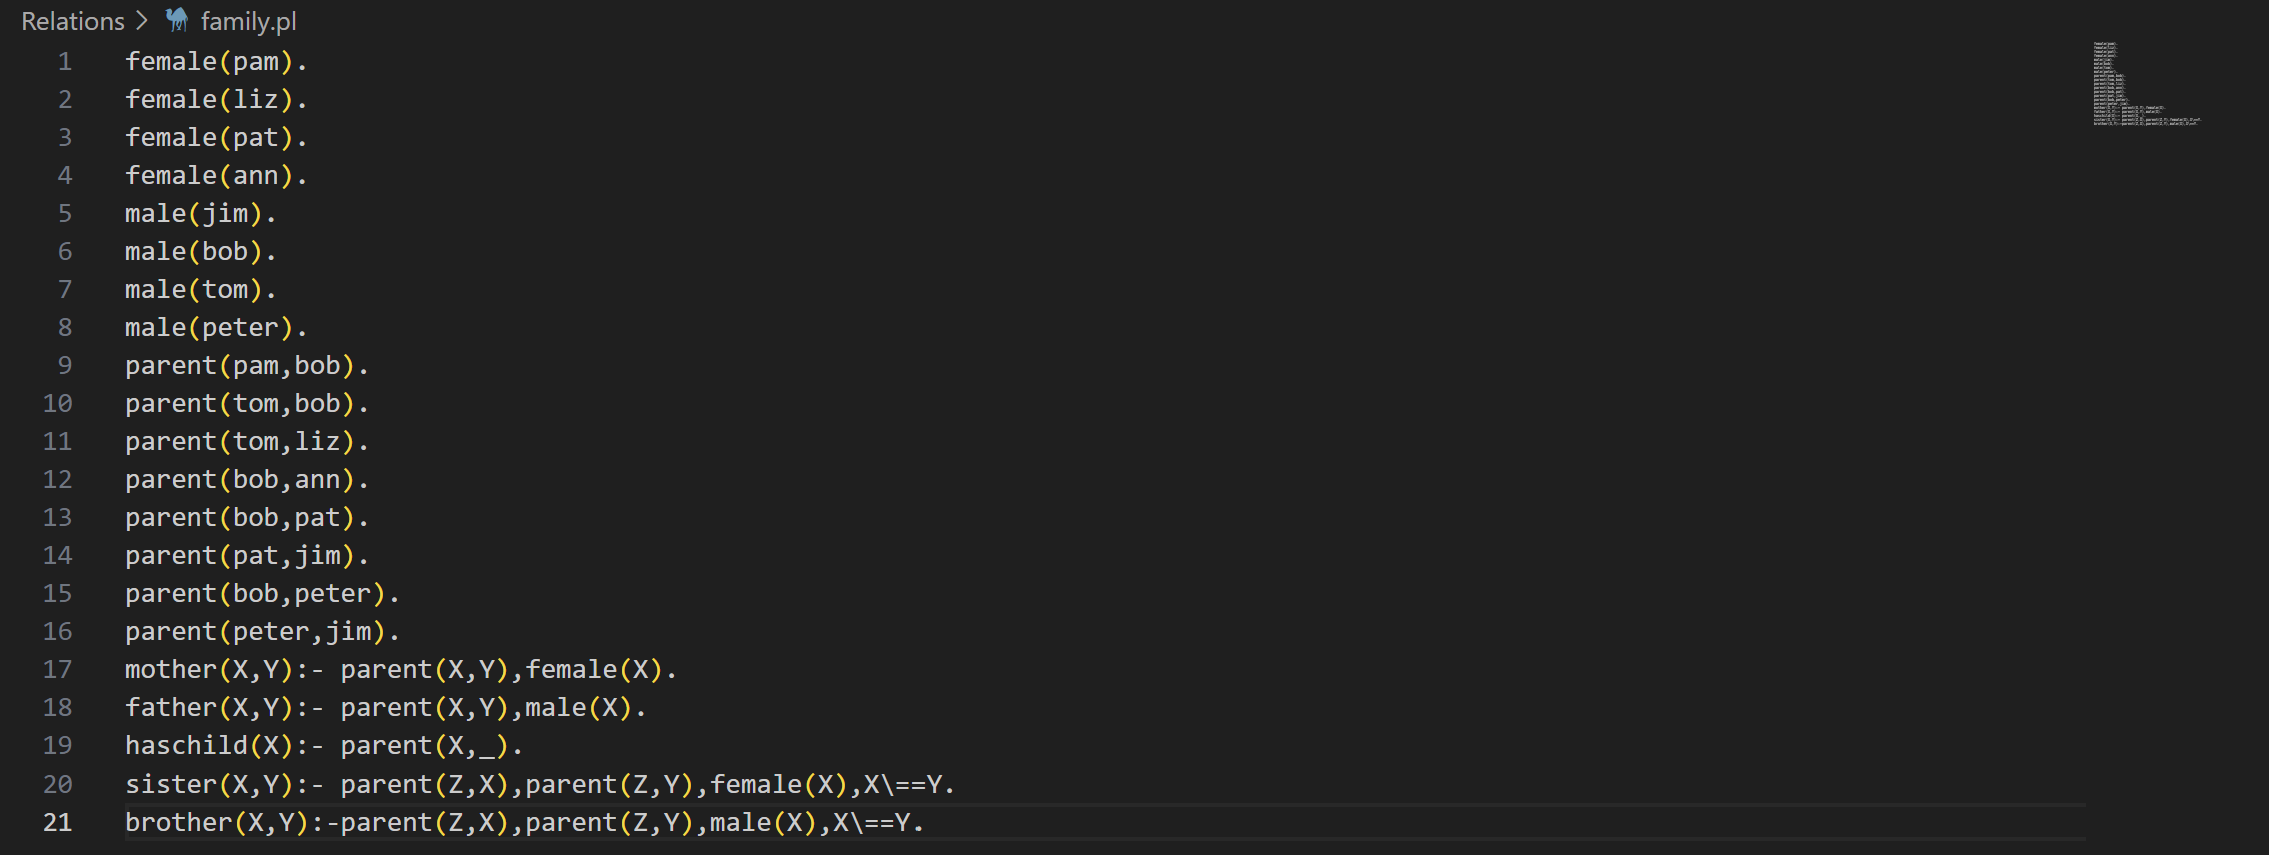 Relations > family.pl
1 female(pam).
2 female(liz).
3 female(pat).
4 female(ann).
5 male(jim).
6 male(bob).
7 male(tom).
8 male(peter).
9 parent(pam,bob).
10 parent(tom,bob).
11 parent(tom,liz).
12 parent(bob,ann).
13 parent(bob,pat).
14 parent(pat,jim).
15 parent(bob,peter).
16 parent(peter,jim).
17 mother(X,Y):- parent(X,Y),female(X).
18 father(X,Y):- parent(X,Y),male(X).
19 haschild(X):- parent(X,_).
20 sister(X,Y):- parent(Z,X),parent(Z,Y),female(X),X\==Y.
21 brother(X,Y):-parent(Z,X),parent(Z,Y),male(X),X\==Y.